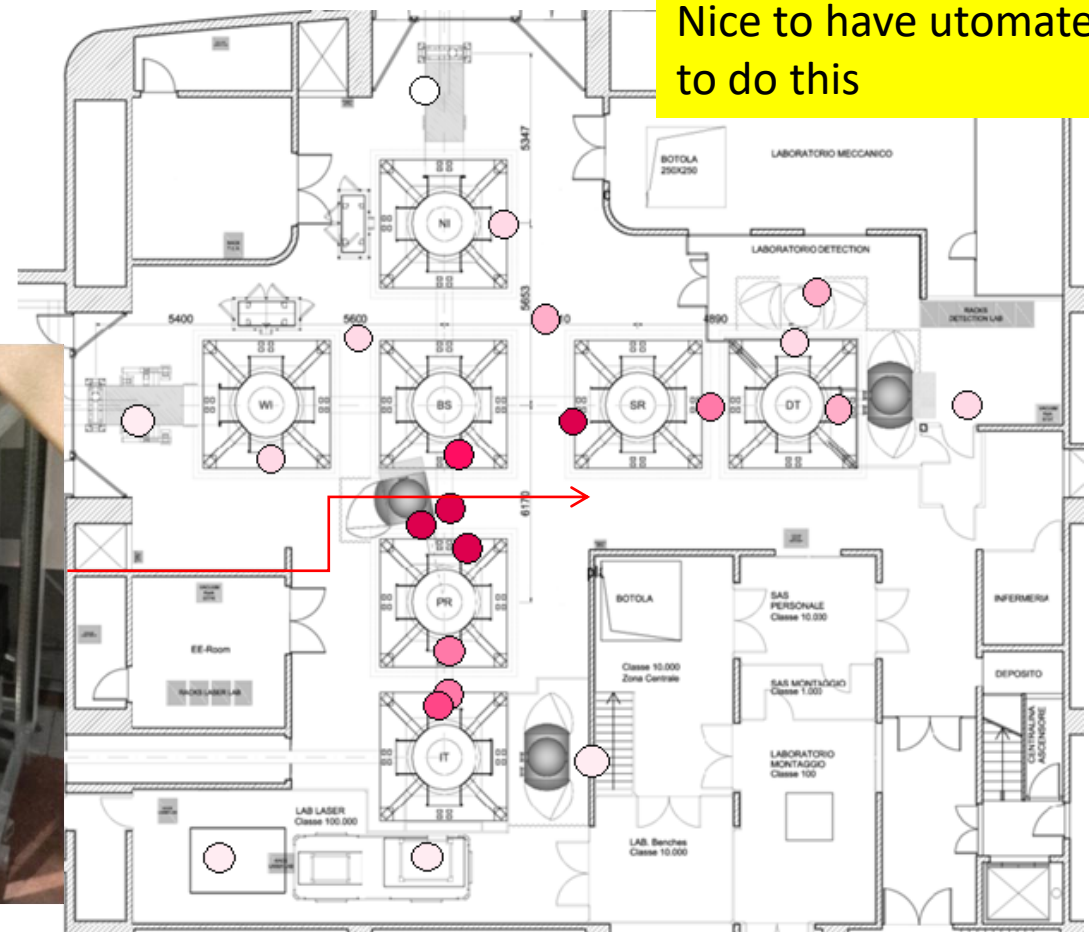 Nice to have utomate
to do this
5347
BOTOLA
250X250
LABORATORIO MECCANICO
NI
LABORATORIO DETECTION
5653
RACKS
DETECTION LAB
5400
5600
10
4890
WI
BS
SR
DT
6170
PR
BOTOLA
SAS
PERSONALE
Classe 10.000
INFERMERIA
EE-Room
Classe 10.000
Zona Centrale
RACKS LASER LAB
SAS MONTAGGIO
Classe 1.000
DEPOSITO
CENTRALINA
ASCENSORE
IT
LABORATORIO
MONTAGGIO
Classe 100
LAB LASER
Classe 100.000
LAB. Benches
Classe 10.000